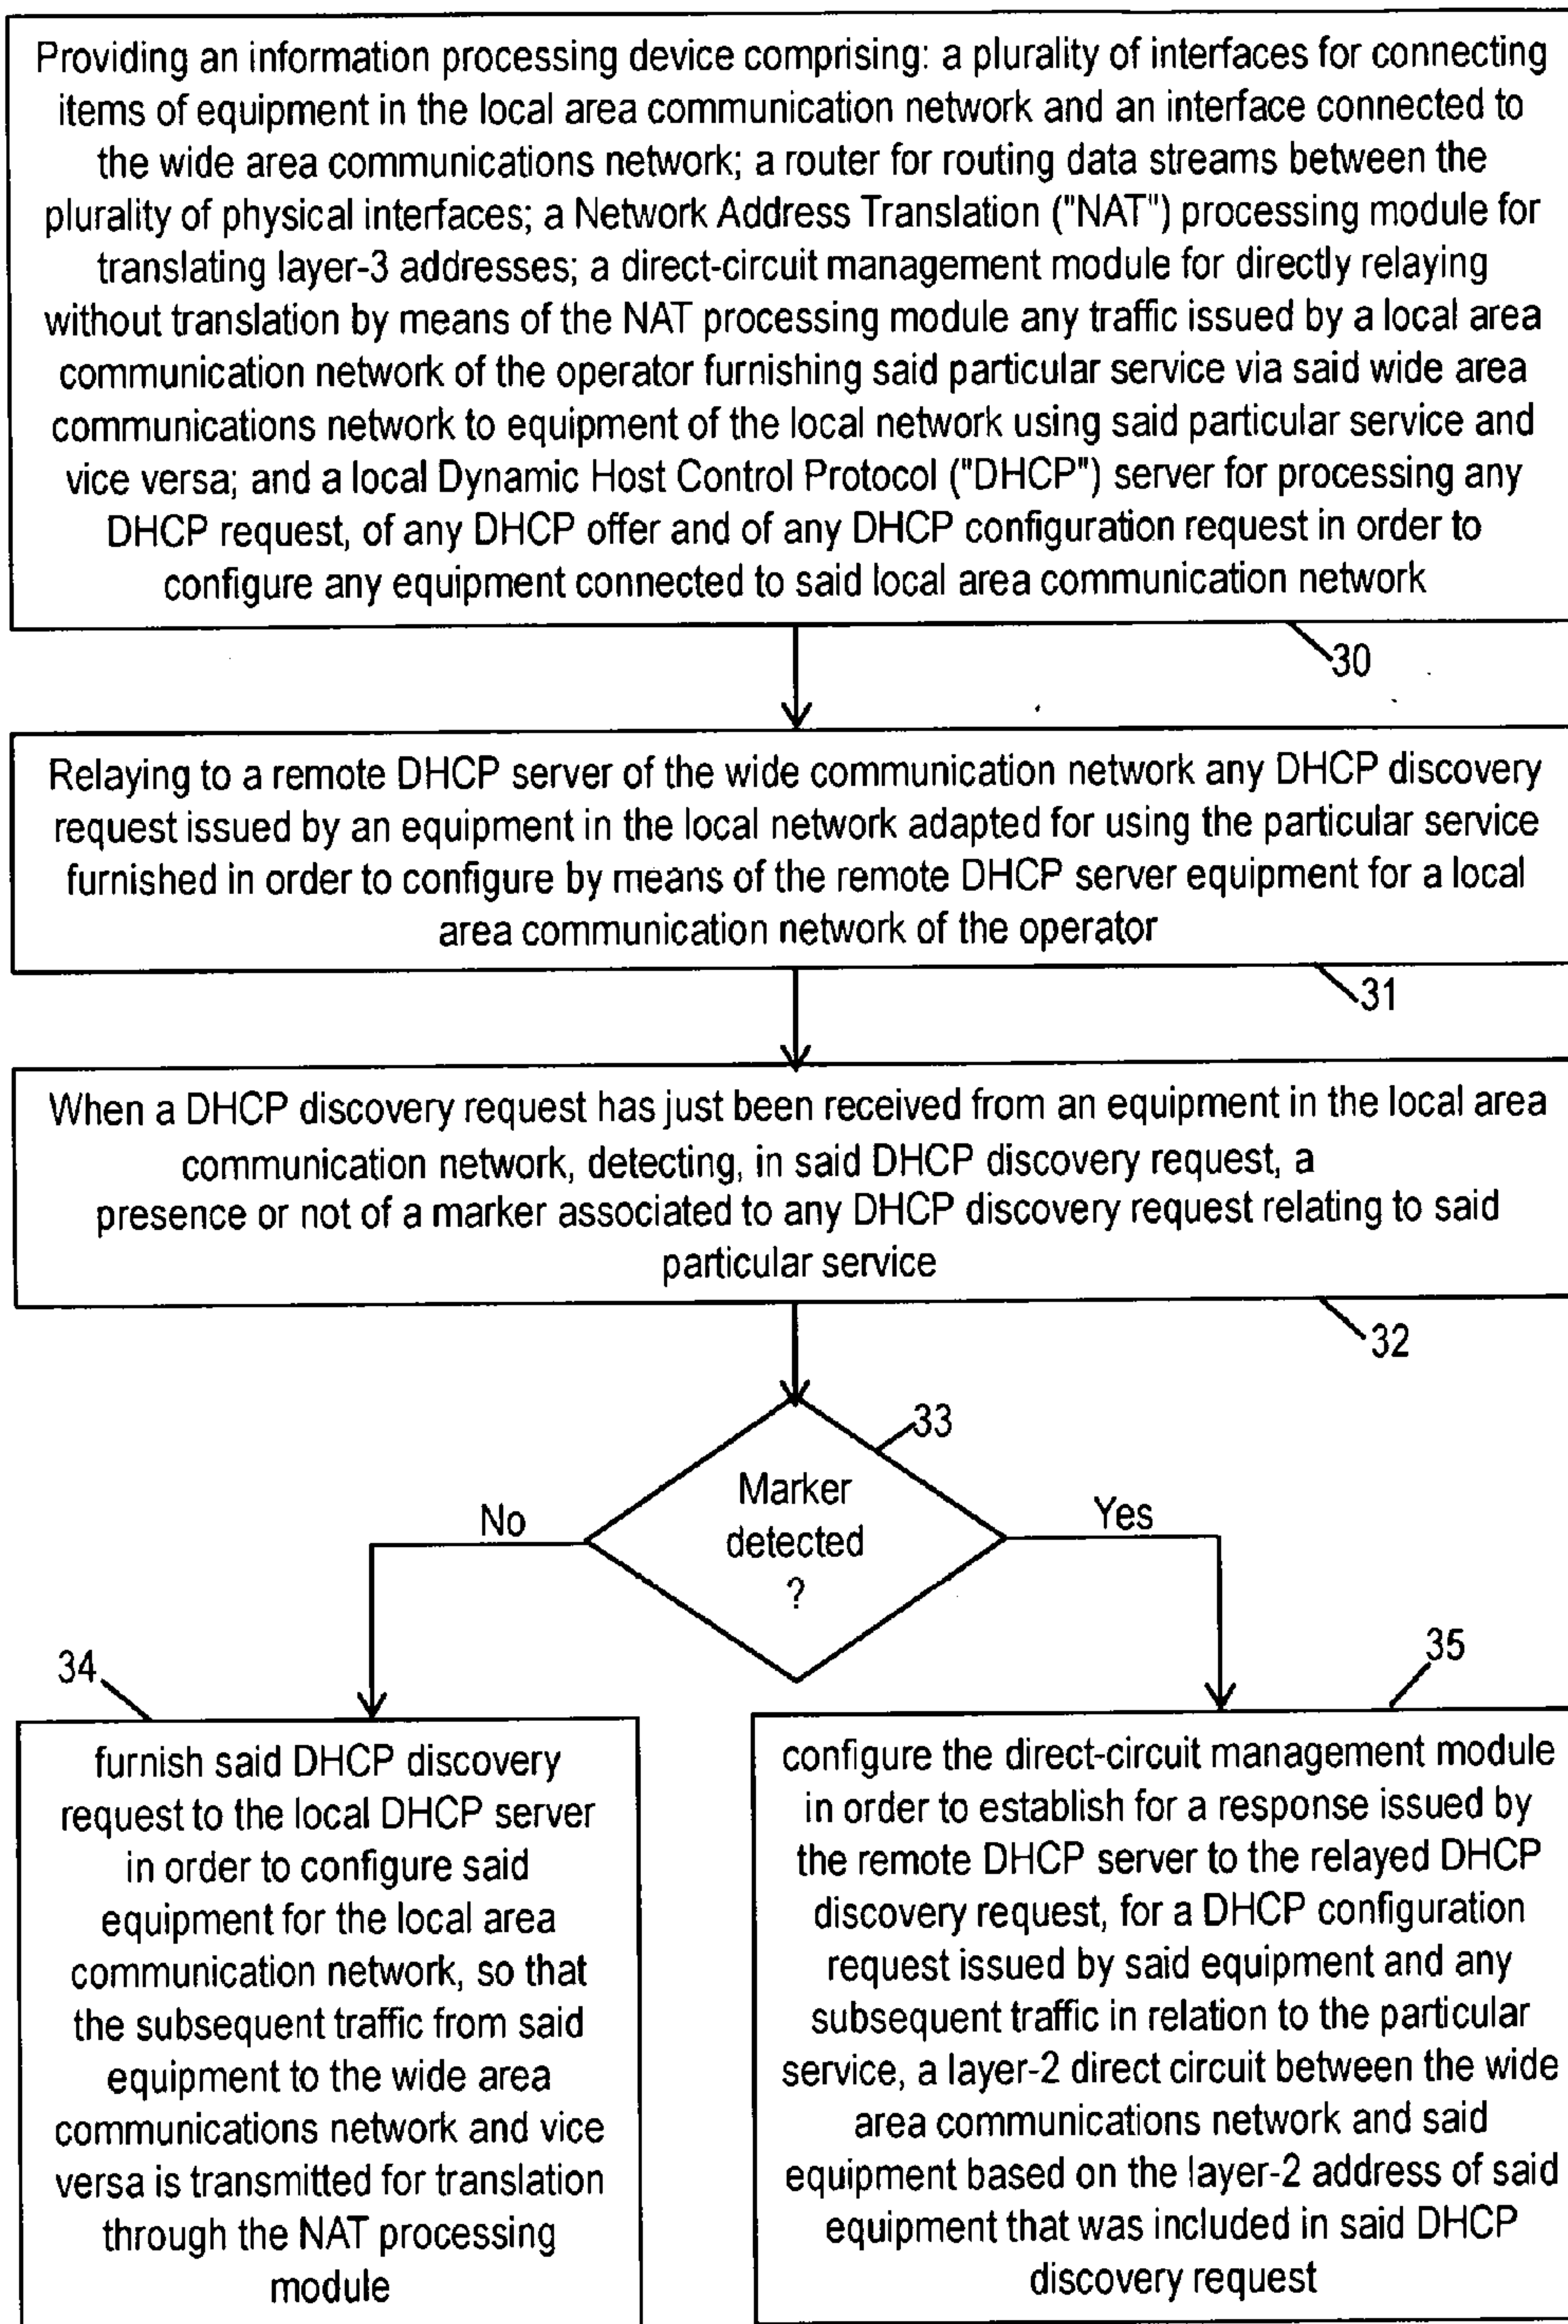 Providing an information processing device comprising: a plurality of interfaces for connecting
items of equipment in the local area communication network and an interface connected to
the wide area communications network; a router for routing data streams between the
plurality of physical interfaces; a Network Address Translation ("NAT") processing module for
translating layer-3 addresses; a direct-circuit management module for directly relaying
without translation by means of the NAT processing module any traffic issued by a local area
communication network of the operator furnishing said particular service via said wide area
communications network to equipment of the local network using said particular service and
vice versa; and a local Dynamic Host Control Protocol ("DHCP") server for processing any
DHCP request, of any DHCP offer and of any DHCP configuration request in order to
configure any equipment connected to said local area communication network
30
Relaying to a remote DHCP server of the wide communication network any DHCP discovery
request issued by an equipment in the local network adapted for using the particular service
furnished in order to configure by means of the remote DHCP server equipment for a local
area communication network of the operator
31
When a DHCP discovery request has just been received from an equipment in the local area
communication network, detecting, in said DHCP discovery request, a
presence or not of a marker associated to any DHCP discovery request relating to said
particular service
32
33
Marker
detected
?
No
Yes
34
furnish said DHCP discovery
request to the local DHCP server
in order to configure said
equipment for the local area
communication network, so that
the subsequent traffic from said
equipment to the wide area
communications network and vice
versa is transmitted for translation
through the NAT processing
module
35
configure the direct-circuit management module
in order to establish for a response issued by
the remote DHCP server to the relayed DHCP
discovery request, for a DHCP configuration
request issued by said equipment and any
subsequent traffic in relation to the particular
service, a layer-2 direct circuit between the wide
area communications network and said
equipment based on the layer-2 address of said
equipment that was included in said DHCP
discovery request